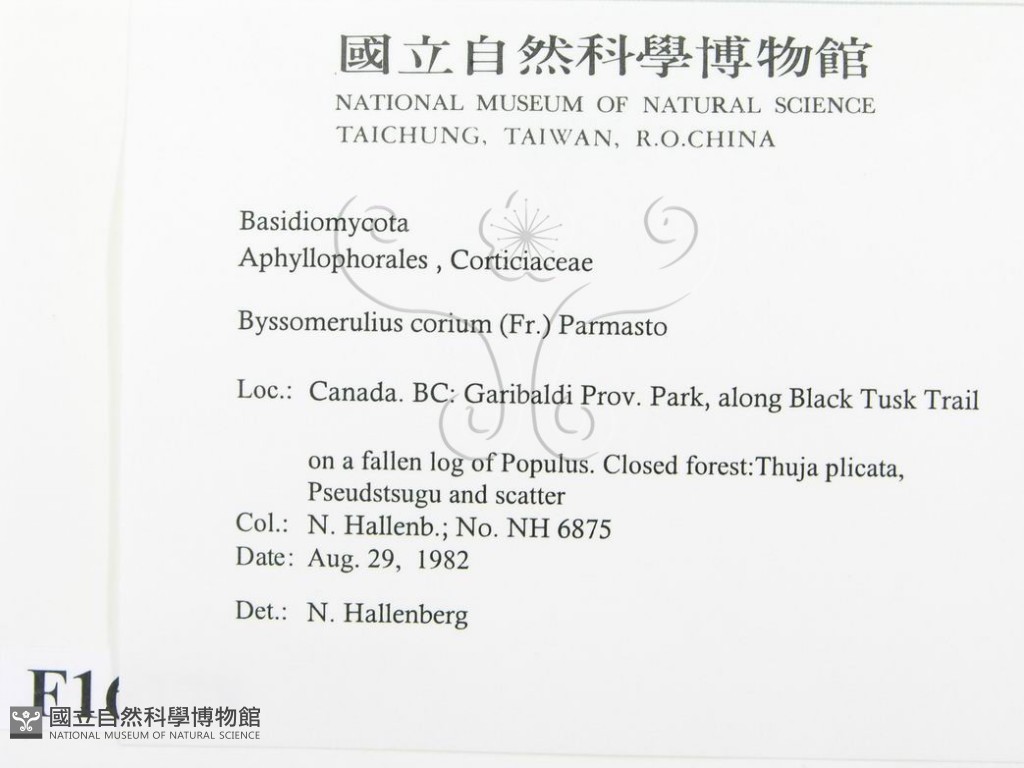 國立自然科學博物館
NATIONAL MUSEUM OF NATURAL SCIENCE
TAICHUNG, TAIWAN, R.O.CHINA
Basidiomycota
Aphyllophorales , Corticiaceae
Byssomerulius corium (Fr.) Parmasto
Loc.: Canada. BC: Garibaldi Prov. Park, along Black Tusk Trail
on a fallen log of Populus. Closed forest:Thuja plicata,
Pseudstsugu and scatter
Col.: N. Hallenb.; No. NH 6875
Date: Aug. 29, 1982
Det.: N. Hallenberg
國立自然科學博物館
NATIONAL MUSEUM OF NATURAL SCIENCE